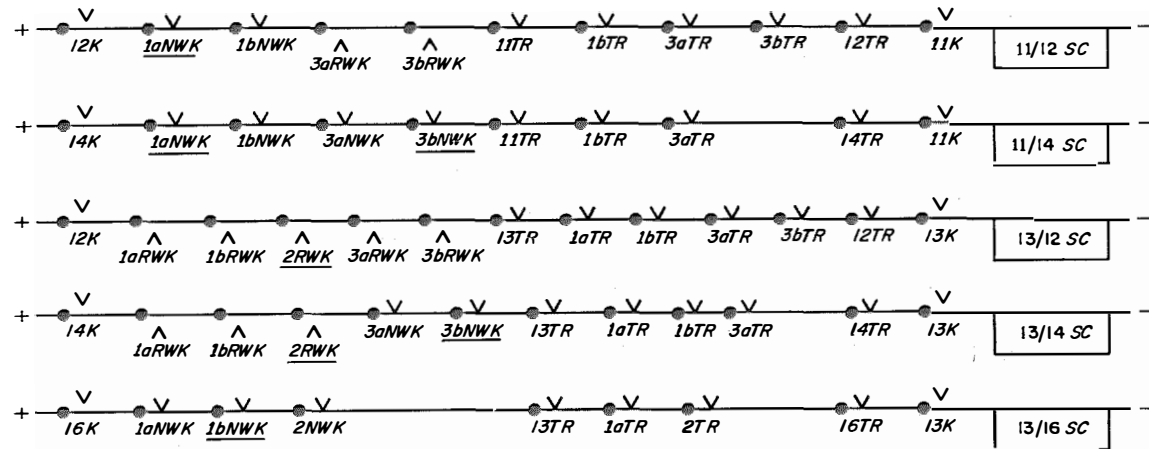 + 12K 1aNWK 1bNWK 3aRWK 3bRWK 11TR 1bTR 3aTR 3bTR 12TR 11K 11/12 SC -
+ 14K 1aNWK 1bNWK 3aNWK 3bNWK 11TR 1bTR 3aTR 14TR 11K 11/14 SC -
+ 12K 1aRWK 1bRWK 2RWK 3aRWK 3bRWK 13TR 1aTR 1bTR 3aTR 3bTR 12TR 13K 13/12 SC -
+ 14K 1aRWK 1bRWK 2RWK 3aNWK 3bNWK 13TR 1aTR 1bTR 3aTR 14TR 13K 13/14 SC -
+ 16K 1aNWK 1bNWK 2NWK 13TR 1aTR 2TR 16TR 13K 13/16 SC -